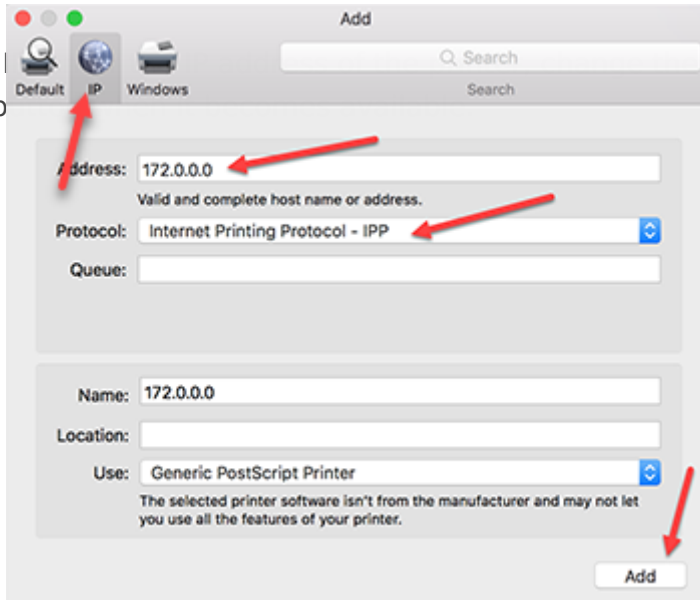 Add
Search
Default IP Windows Search
Address: 172.0.0.0
Valid and complete host name or address.
Protocol: Internet Printing Protocol - IPP
Queue:
Name: 172.0.0.0
Location:
Use: Generic PostScript Printer
The selected printer software isn't from the manufacturer and may not let
you use all the features of your printer.
Add